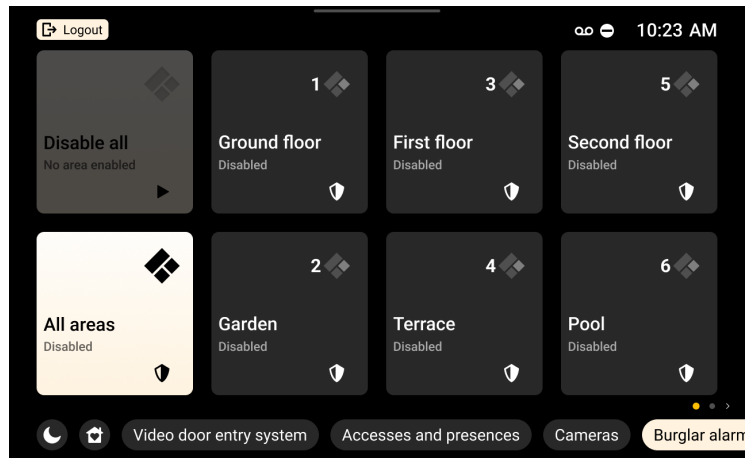 Logout
10:23 AM
Disable all
No area enabled
1
Ground floor
Disabled
3
First floor
Disabled
5
Second floor
Disabled
All areas
Disabled
2
Garden
Disabled
4
Terrace
Disabled
6
Pool
Disabled
Video door entry system
Accesses and presences
Cameras
Burglar alarm